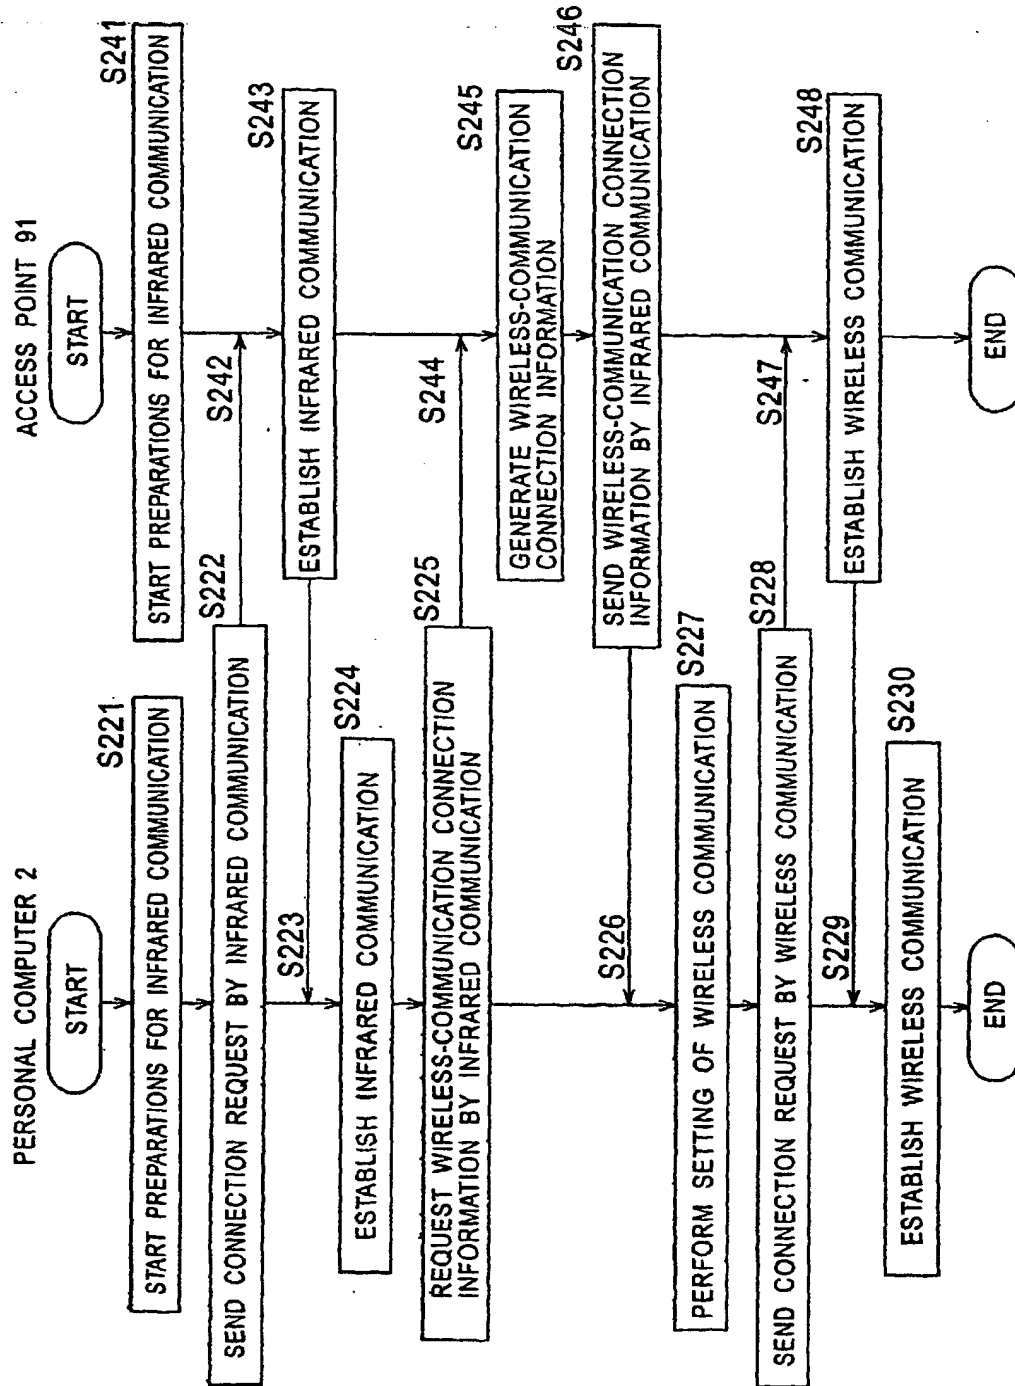 PERSONAL COMPUTER 2
START
S221
START PREPARATIONS FOR INFRARED COMMUNICATION
S222
SEND CONNECTION REQUEST BY INFRARED COMMUNICATION
S223
S224
ESTABLISH INFRARED COMMUNICATION
S225
REQUEST WIRELESS-COMMUNICATION CONNECTION
INFORMATION BY INFRARED COMMUNICATION
S226
S227
PERFORM SETTING OF WIRELESS COMMUNICATION
S228
SEND CONNECTION REQUEST BY WIRELESS COMMUNICATION
S229
S230
ESTABLISH WIRELESS COMMUNICATION
END
ACCESS POINT 91
START
S241
START PREPARATIONS FOR INFRARED COMMUNICATION
S242
S243
ESTABLISH INFRARED COMMUNICATION
S244
S245
GENERATE WIRELESS-COMMUNICATION
CONNECTION INFORMATION
S246
SEND WIRELESS-COMMUNICATION CONNECTION
INFORMATION BY INFRARED COMMUNICATION
S247
S248
ESTABLISH WIRELESS COMMUNICATION
END